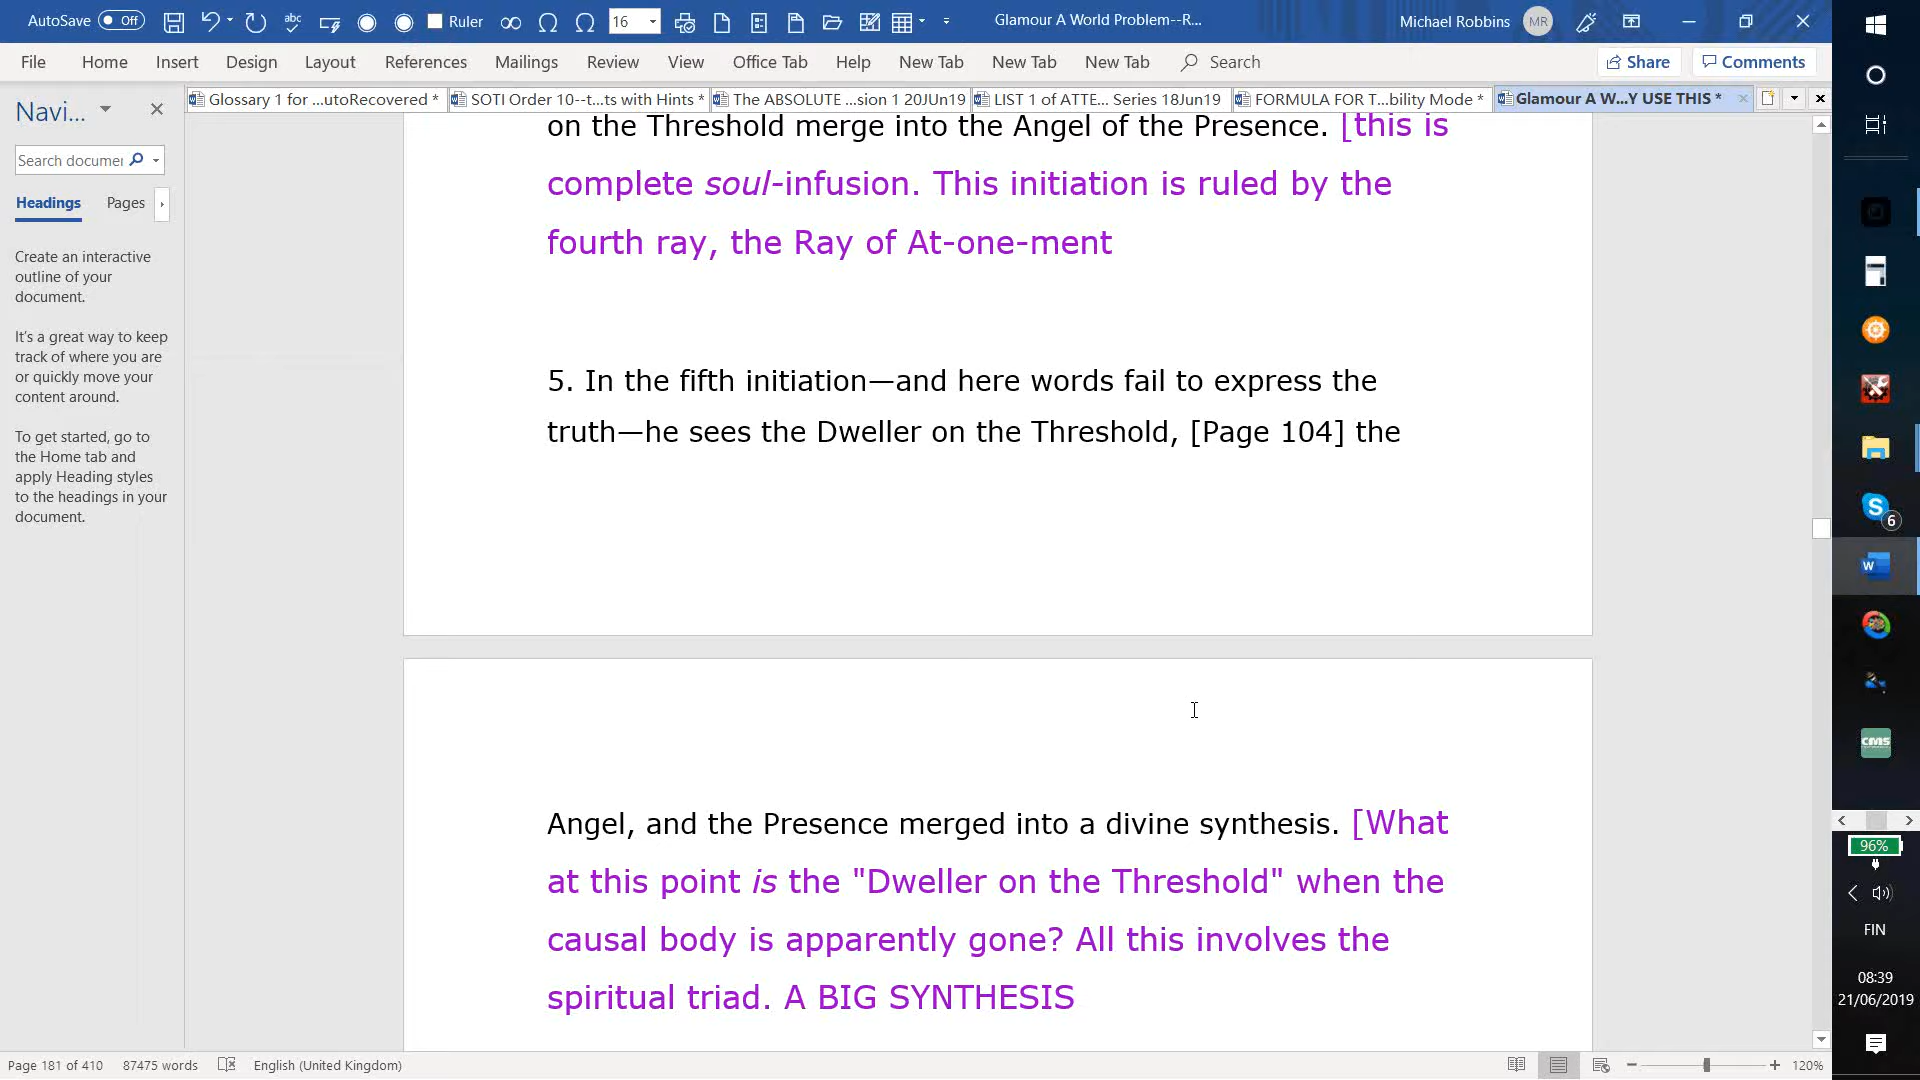 AutoSave Off abc Ruler 16 Glamour A World Problem--R... Michael Robbins MR
File Home Insert Design Layout References Mailings Review View Office Tab Help New Tab New Tab New Tab Search Share Comments
Navi...
Glossary 1 for ...utoRecovered * SOTI Order 10--t...ts with Hints * The ABSOLUTE ...sion 1 20JUn19 LIST 1 of ATTE... Series 18Jun19 FORMULA FOR T...bility Mode * Glamour A W...Y USE THIS *
Search documen
Headings Pages
Create an interactive
outline of your
document.
It's a great way to keep
track of where you are
or quickly move your
content around.
To get started, go to
the Home tab and
apply Heading styles
to the headings in your
document.
on the Threshold merge into the Angel of the Presence. [this is
complete soul-infusion. This initiation is ruled by the
fourth ray, the Ray of At-one-ment
5. In the fifth initiation—and here words fail to express the
truth—he sees the Dweller on the Threshold, [Page 104] the
Angel, and the Presence merged into a divine synthesis. [What
at this point is the "Dweller on the Threshold" when the
causal body is apparently gone? All this involves the
spiritual triad. A BIG SYNTHESIS
6
W
CMS
96%
FIN
08:39
21/06/2019
Page 181 of 410 87475 words English (United Kingdom) 120%